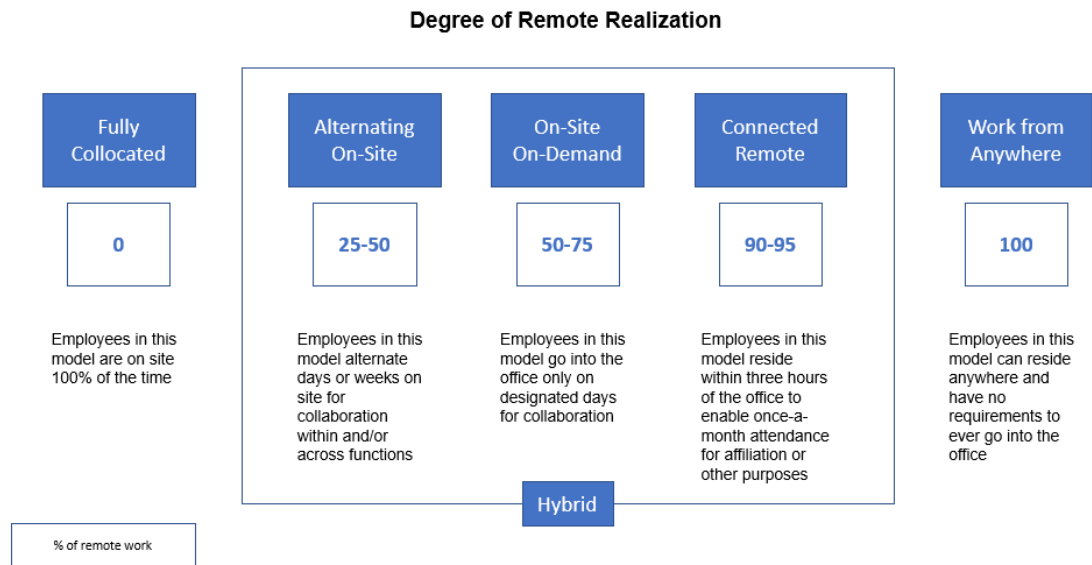 Degree of Remote Realization
Fully
Collocated
0
Employees in this
model are on site
100% of the time
Alternating
On-Site
25-50
Employees in this
model alternate
days or weeks on
site for
collaboration
within and/or
across functions
On-Site
On-Demand
50-75
Employees in this
model go into the
office only on
designated days
for collaboration
Connected
Remote
90-95
Employees in this
model reside
within three hours
of the office to
enable once-a-
month attendance
for affiliation or
other purposes
Work from
Anywhere
100
Employees in this
model can reside
anywhere and
have no
requirements to
ever go into the
office
Hybrid
% of remote work